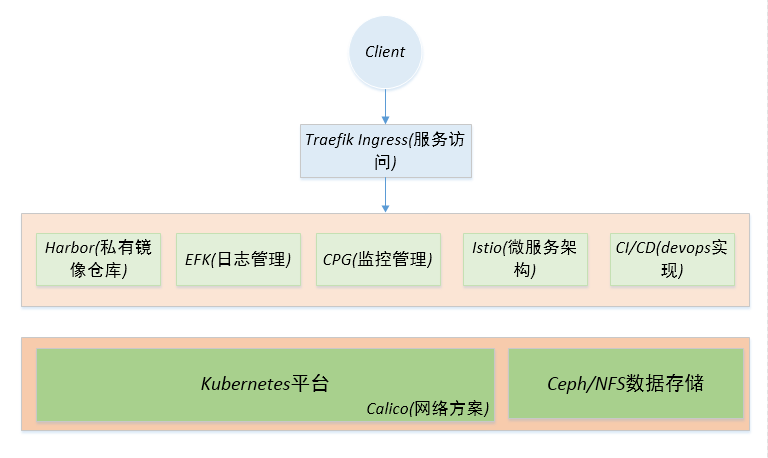 Client
Traefik Ingress(服务访
问)
Harbor(私有镜
像仓库)
EFK(日志管理)
CPG(监控管理)
Istio(微服务架
构)
CI/CD(devops实
现)
Kubernetes平台
Calico(网络方案)
Ceph/NFS数据存储